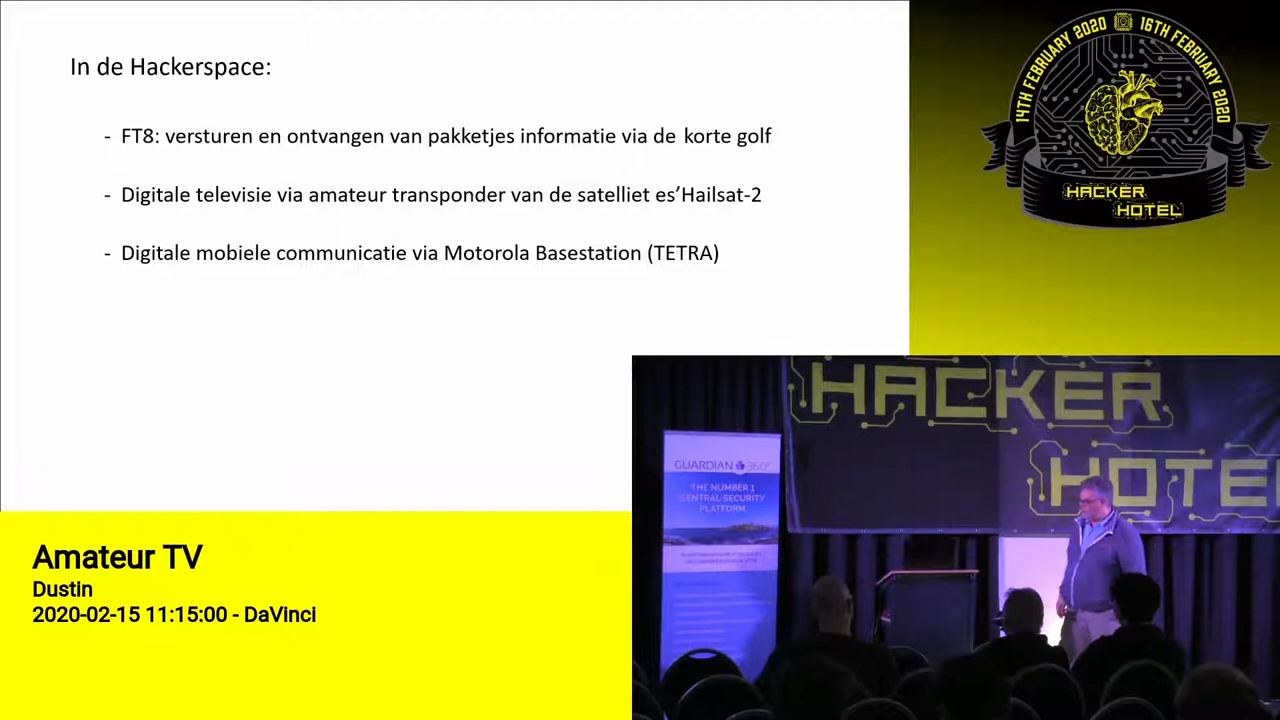 In de Hackerspace:
- FT8: versturen en ontvangen van pakketjes informatie via de korte golf
- Digitale televisie via amateur transponder van de satelliet es’Hailsat-2
- Digitale mobiele communicatie via Motorola Basestation (TETRA)
14TH FEBRUARY 2020 16TH FEBRUARY 2020
HACKER
HOTEL
HACKER
HOTEL
GUARDIAN 360°
THE NUMBER 1
CENTRAL SECURITY
PLATFORM
Amateur TV
Dustin
2020-02-15 11:15:00 - DaVinci